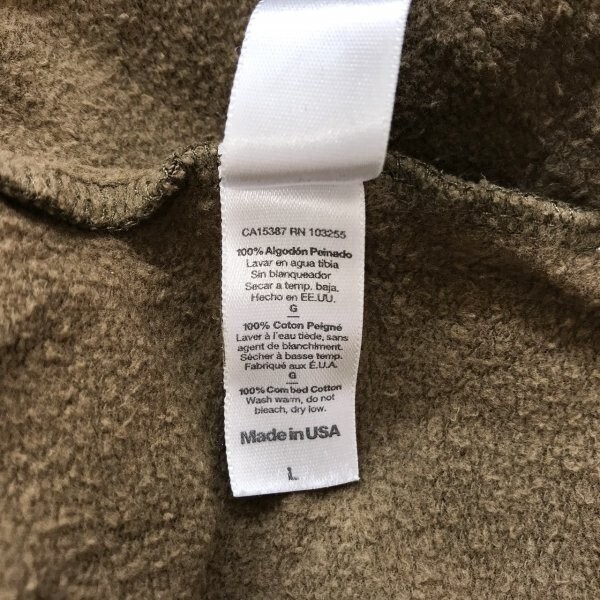 CA15387 RN 103255
100% Algodón Peinado
Lavar en agua tibia
Sin blanqueador
Secar a temp. baja.
Hecho en EE.UU.
G
100% Coton Peigné
Laver à l'eau tiède, sans
agent de blanchiment.
Sécher à basse temp.
Fabriqué aux É.U.A.
G
100% Combed Cotton
Wash warm, do not
bleach, dry low.
Made in USA
L